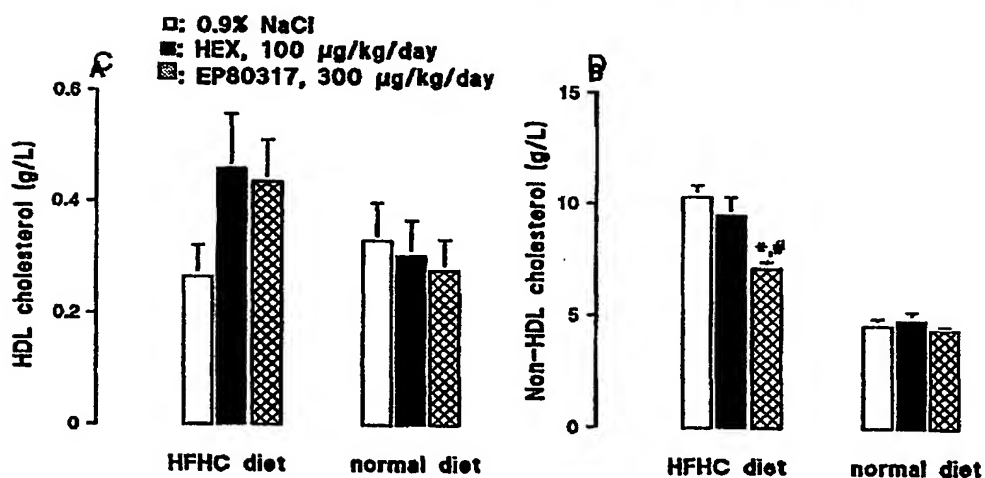 □: 0.9% NaCl
■: HEX, 100 µg/kg/day
▩: EP80317, 300 µg/kg/day
HDL cholesterol (g/L)
0.6
0.4
0.2
0
HFHC diet
normal diet
Non-HDL cholesterol (g/L)
15
10
5
0
*,#
HFHC diet
normal diet